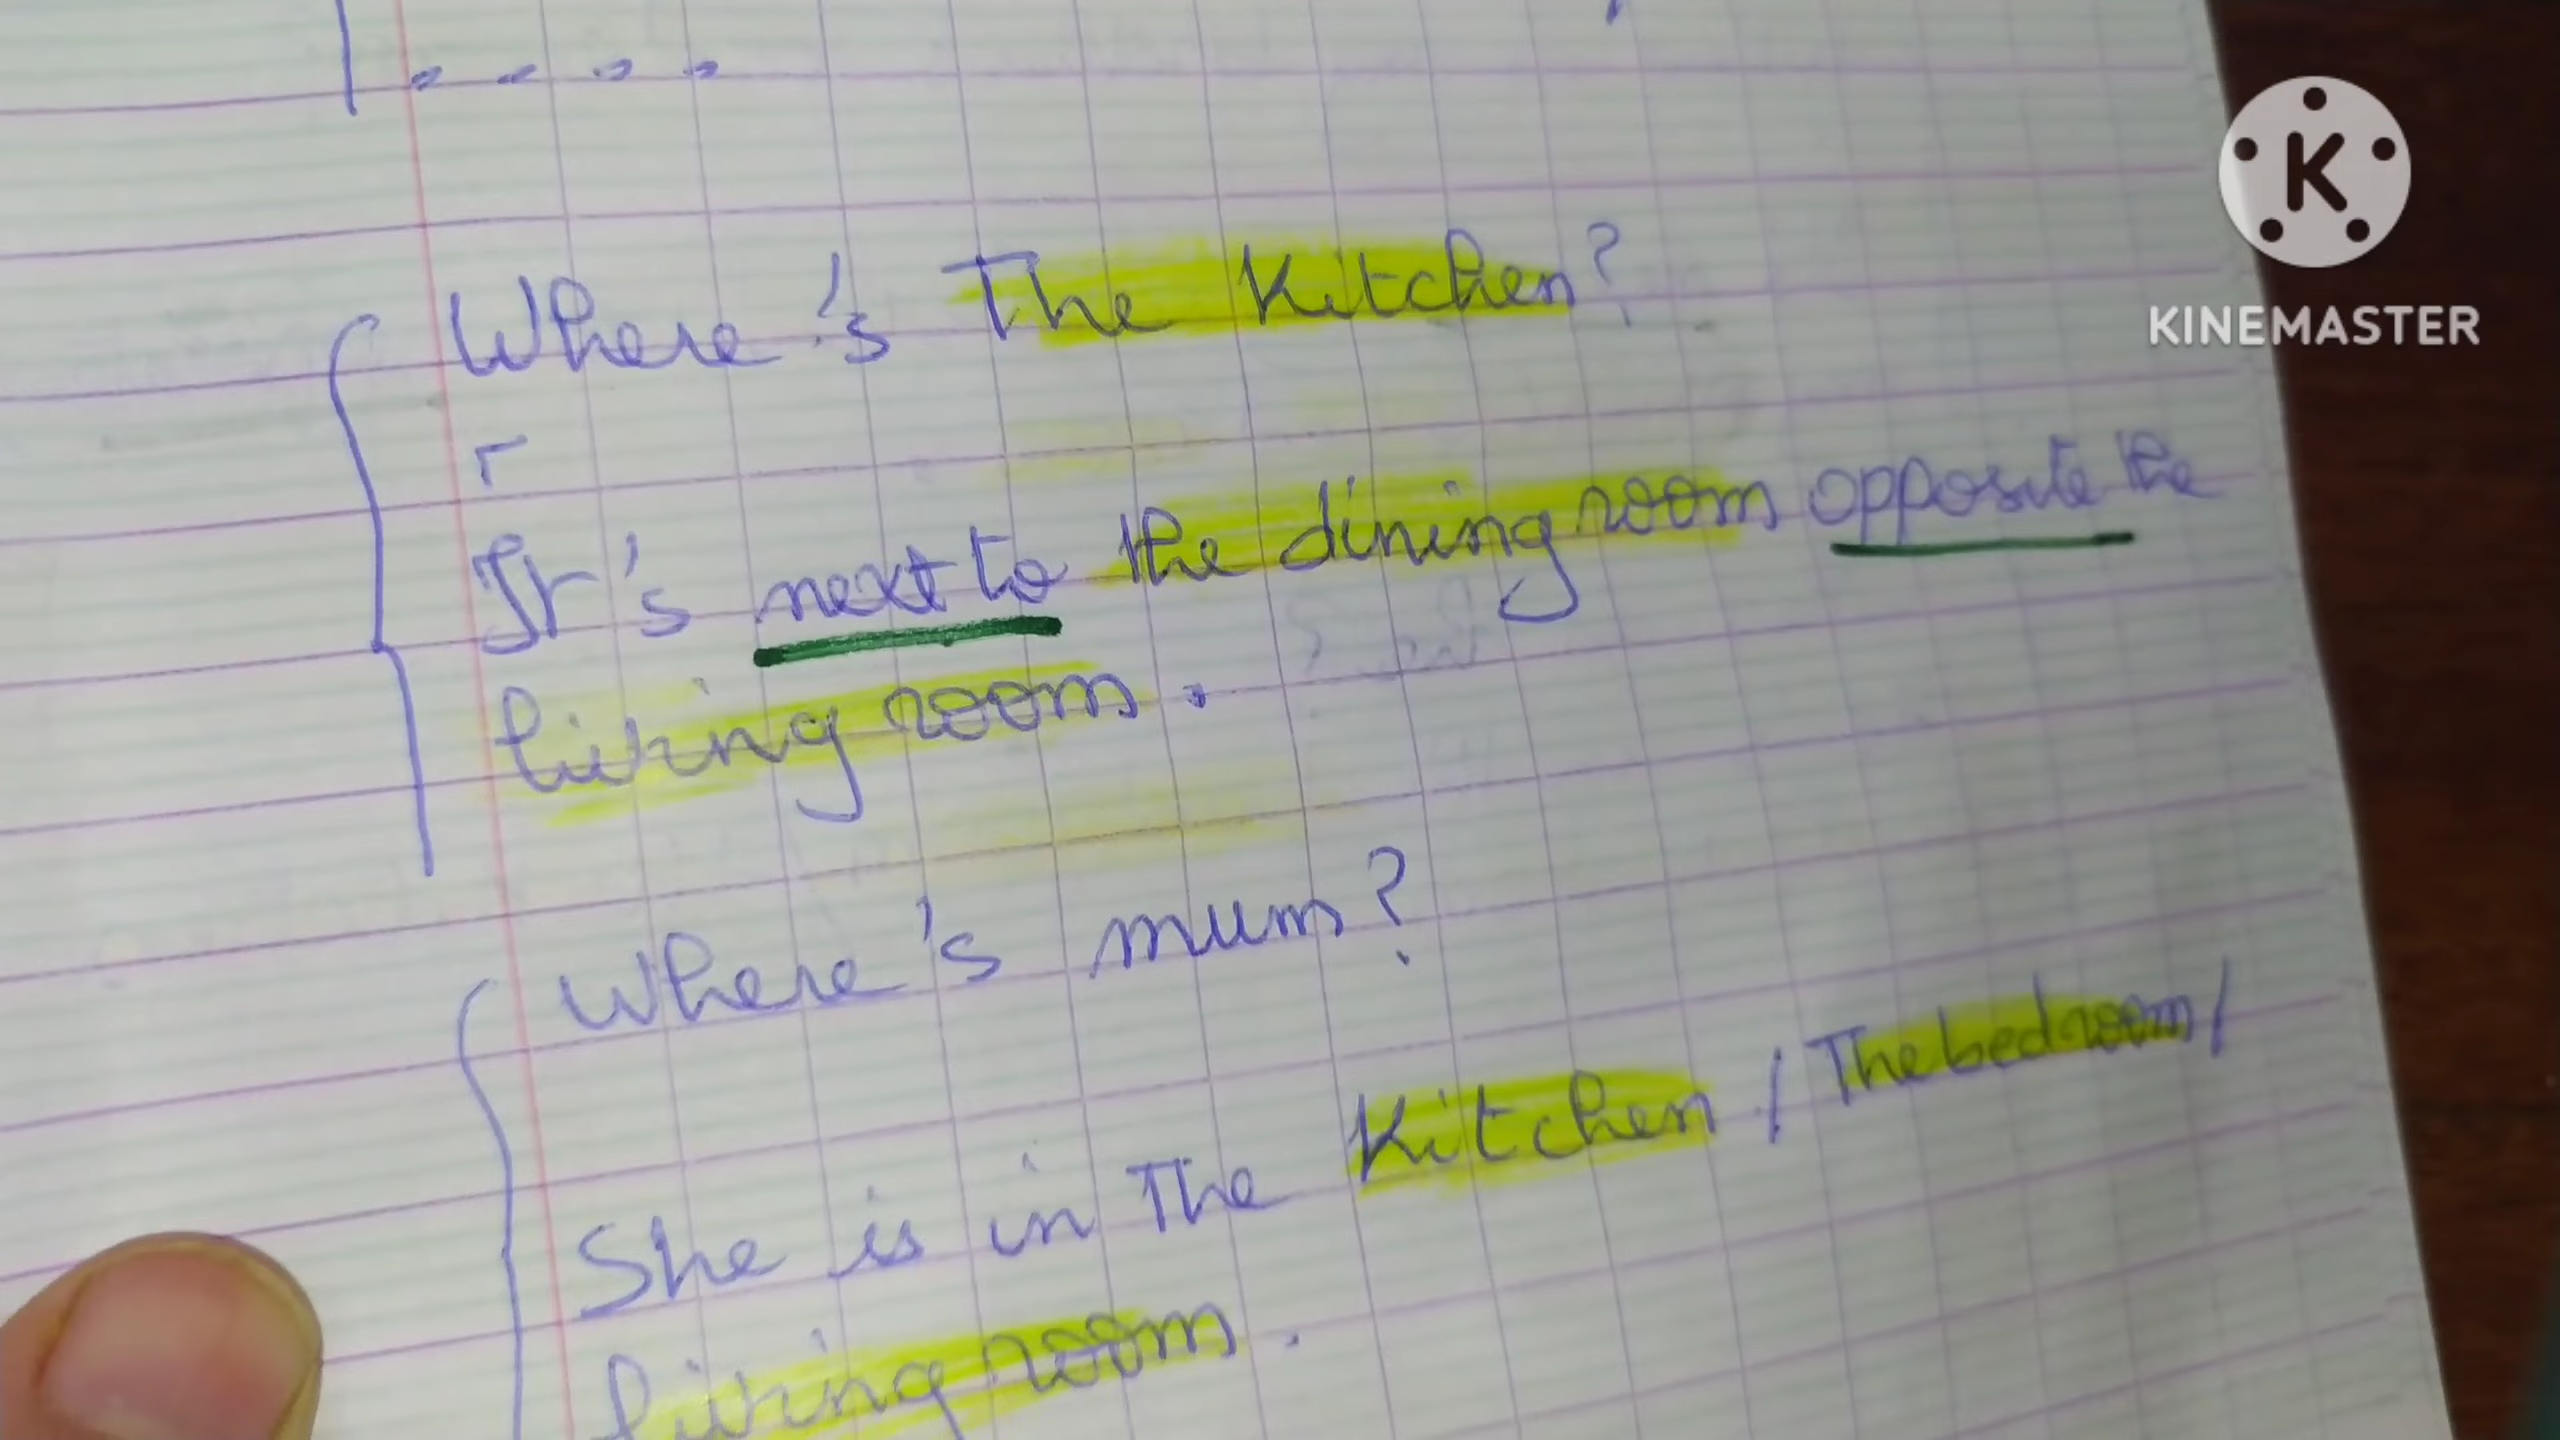 . . . .
Where's The Kitchen?
It's next to the dining room opposite the
living room.
Where's mum?
She is in The Kitchen / The bedroom /
living room.
KINEMASTER